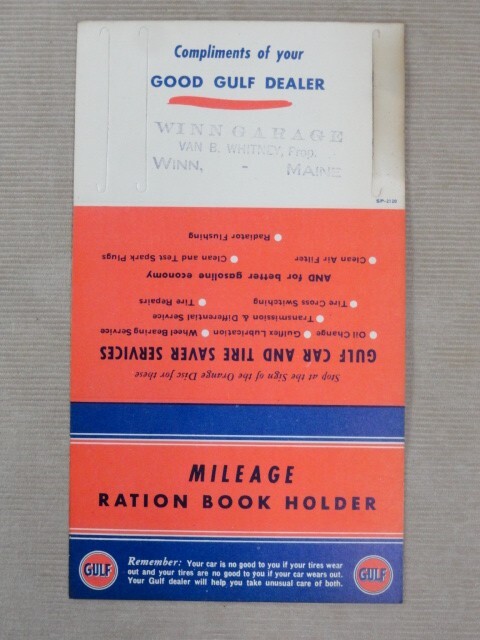 Compliments of your
GOOD GULF DEALER
WINN GARAGE
VAN B. WHITNEY, Prop.
WINN, - MAINE
SP-3120
Stop at the Sign of the Orange Disc for these
GULF CAR AND TIRE SAVER SERVICES
Oil Change Gulflex Lubrication Wheel Bearing Service
Transmission & Differential Service
Tire Cross Switching Tire Repairs
AND for better gasoline economy
Clean Air Filter Clean and Test Spark Plugs
Radiator Flushing
MILEAGE
RATION BOOK HOLDER
GULF
Remember: Your car is no good to you if your tires wear
out and your tires are no good to you if your car wears out.
Your Gulf dealer will help you take unusual care of both.
GULF